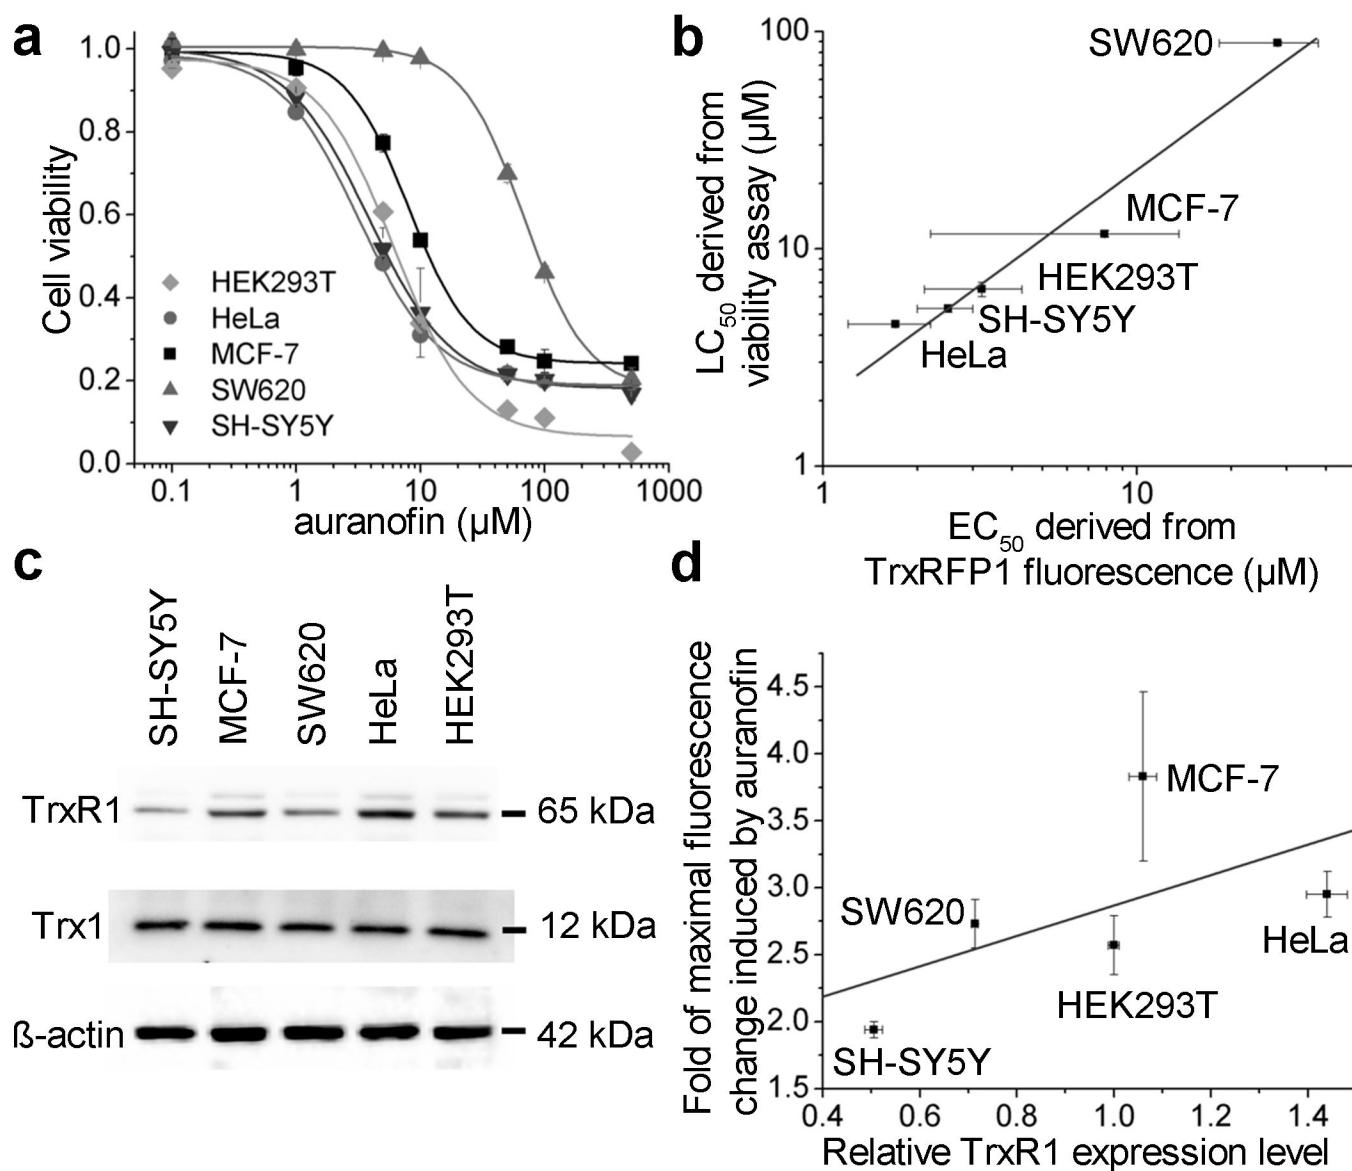 a
1.0
0.8
0.6
0.4
0.2
0.0
Cell viability
HEK293T
HeLa
MCF-7
SW620
SH-SY5Y
0.1 1 10 100 1000
auranofin (µM)
b
100
10
1
LC50 derived from
viability assay (µM)
SW620
MCF-7
HEK293T
SH-SY5Y
HeLa
1 10
EC50 derived from
TrxRFP1 fluorescence (µM)
c
SH-SY5Y
MCF-7
SW620
HeLa
HEK293T
TrxR1
65 kDa
Trx1
12 kDa
ß-actin
42 kDa
d
Fold of maximal fluorescence
change induced by auranofin
4.5
4.0
3.5
3.0
2.5
2.0
1.5
MCF-7
SW620
HeLa
HEK293T
SH-SY5Y
0.4 0.6 0.8 1.0 1.2 1.4
Relative TrxR1 expression level